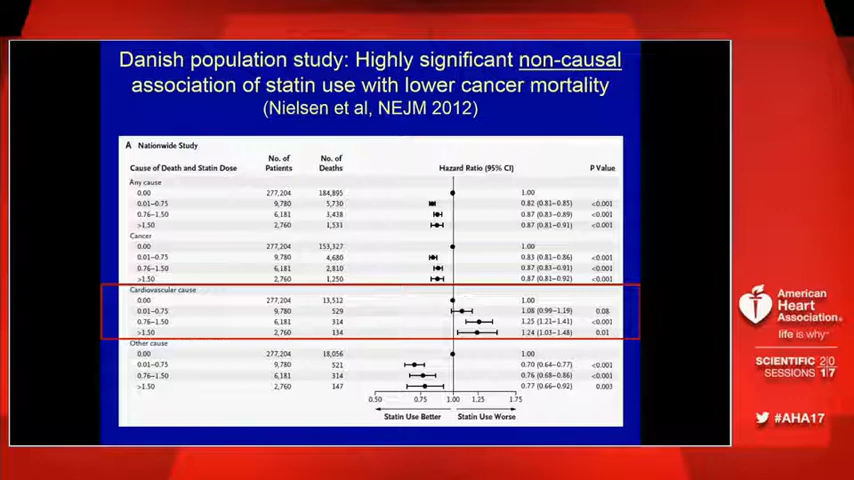 Danish population study: Highly significant non-causal
association of statin use with lower cancer mortality
(Nielsen et al, NEJM 2012)
A Nationwide Study
Cause of Death and Statin Dose No. of Patients No. of Deaths Hazard Ratio (95% CI) P Value
Any cause
0.00 277,204 184,895 1.00
0.01–0.75 9,780 5,730 0.82 (0.81–0.85) <0.001
0.76–1.50 6,181 3,438 0.87 (0.83–0.89) <0.001
>1.50 2,760 1,531 0.87 (0.81–0.91) <0.001
Cancer
0.00 277,204 153,327 1.00
0.01–0.75 9,780 4,680 0.83 (0.81–0.86) <0.001
0.76–1.50 6,181 2,810 0.87 (0.83–0.91) <0.001
>1.50 2,760 1,250 0.87 (0.81–0.92) <0.001
Cardiovascular cause
0.00 277,204 13,512 1.00
0.01–0.75 9,780 529 1.08 (0.99–1.19) 0.08
0.76–1.50 6,181 314 1.25 (1.21–1.41) <0.001
>1.50 2,760 134 1.24 (1.03–1.48) 0.01
Other cause
0.00 277,204 18,056 1.00
0.01–0.75 9,780 521 0.70 (0.64–0.77) <0.001
0.76–1.50 6,181 314 0.76 (0.68–0.86) <0.001
>1.50 2,760 147 0.77 (0.66–0.92) 0.003
0.50 0.75 1.00 1.25 1.75
Statin Use Better Statin Use Worse
American
Heart
Association®
life is why™
SCIENTIFIC 20
SESSIONS 17
#AHA17